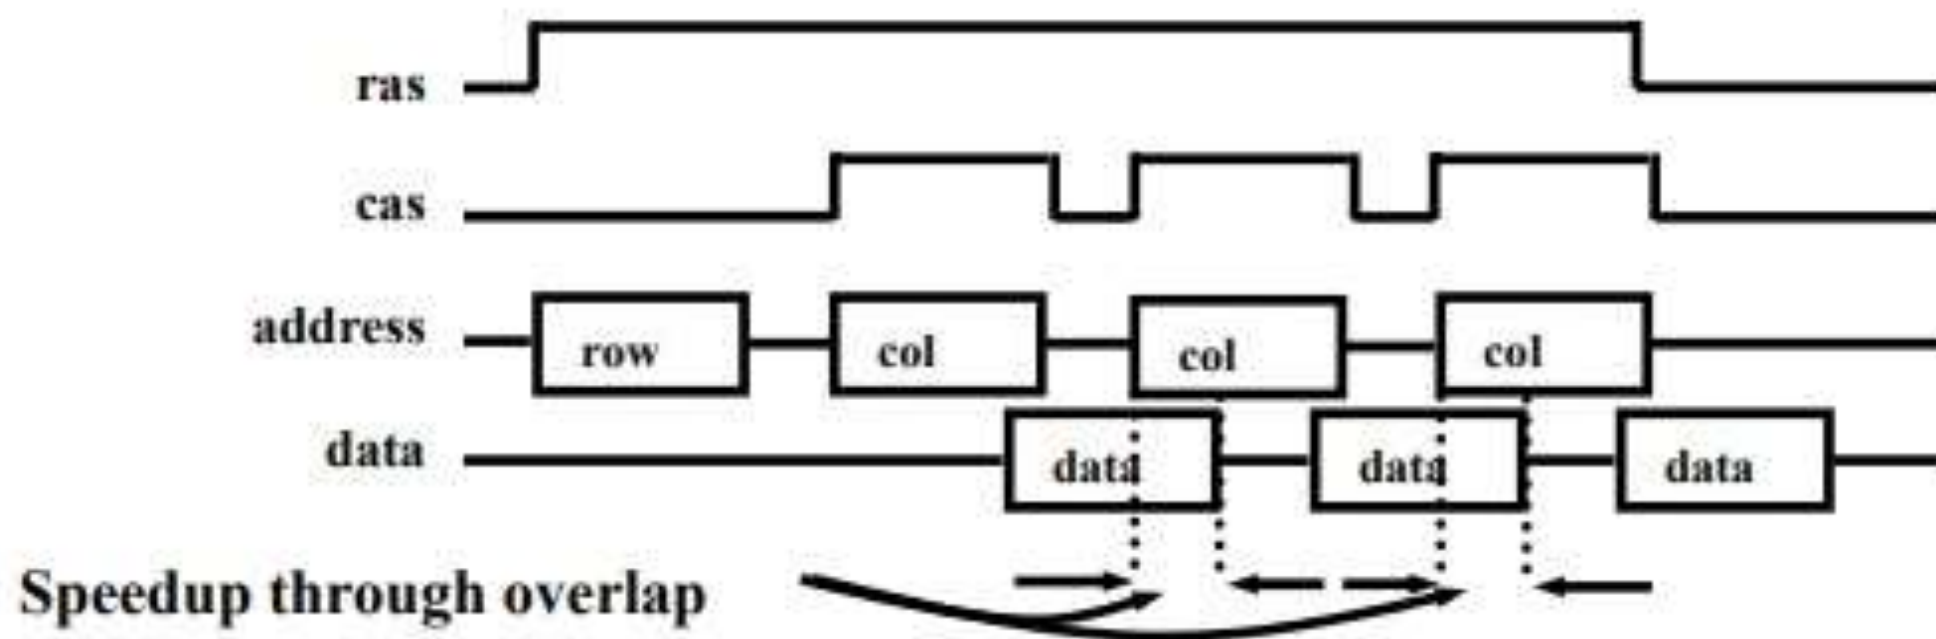 ras
cas
address row col col col
data data data data
Speedup through overlap